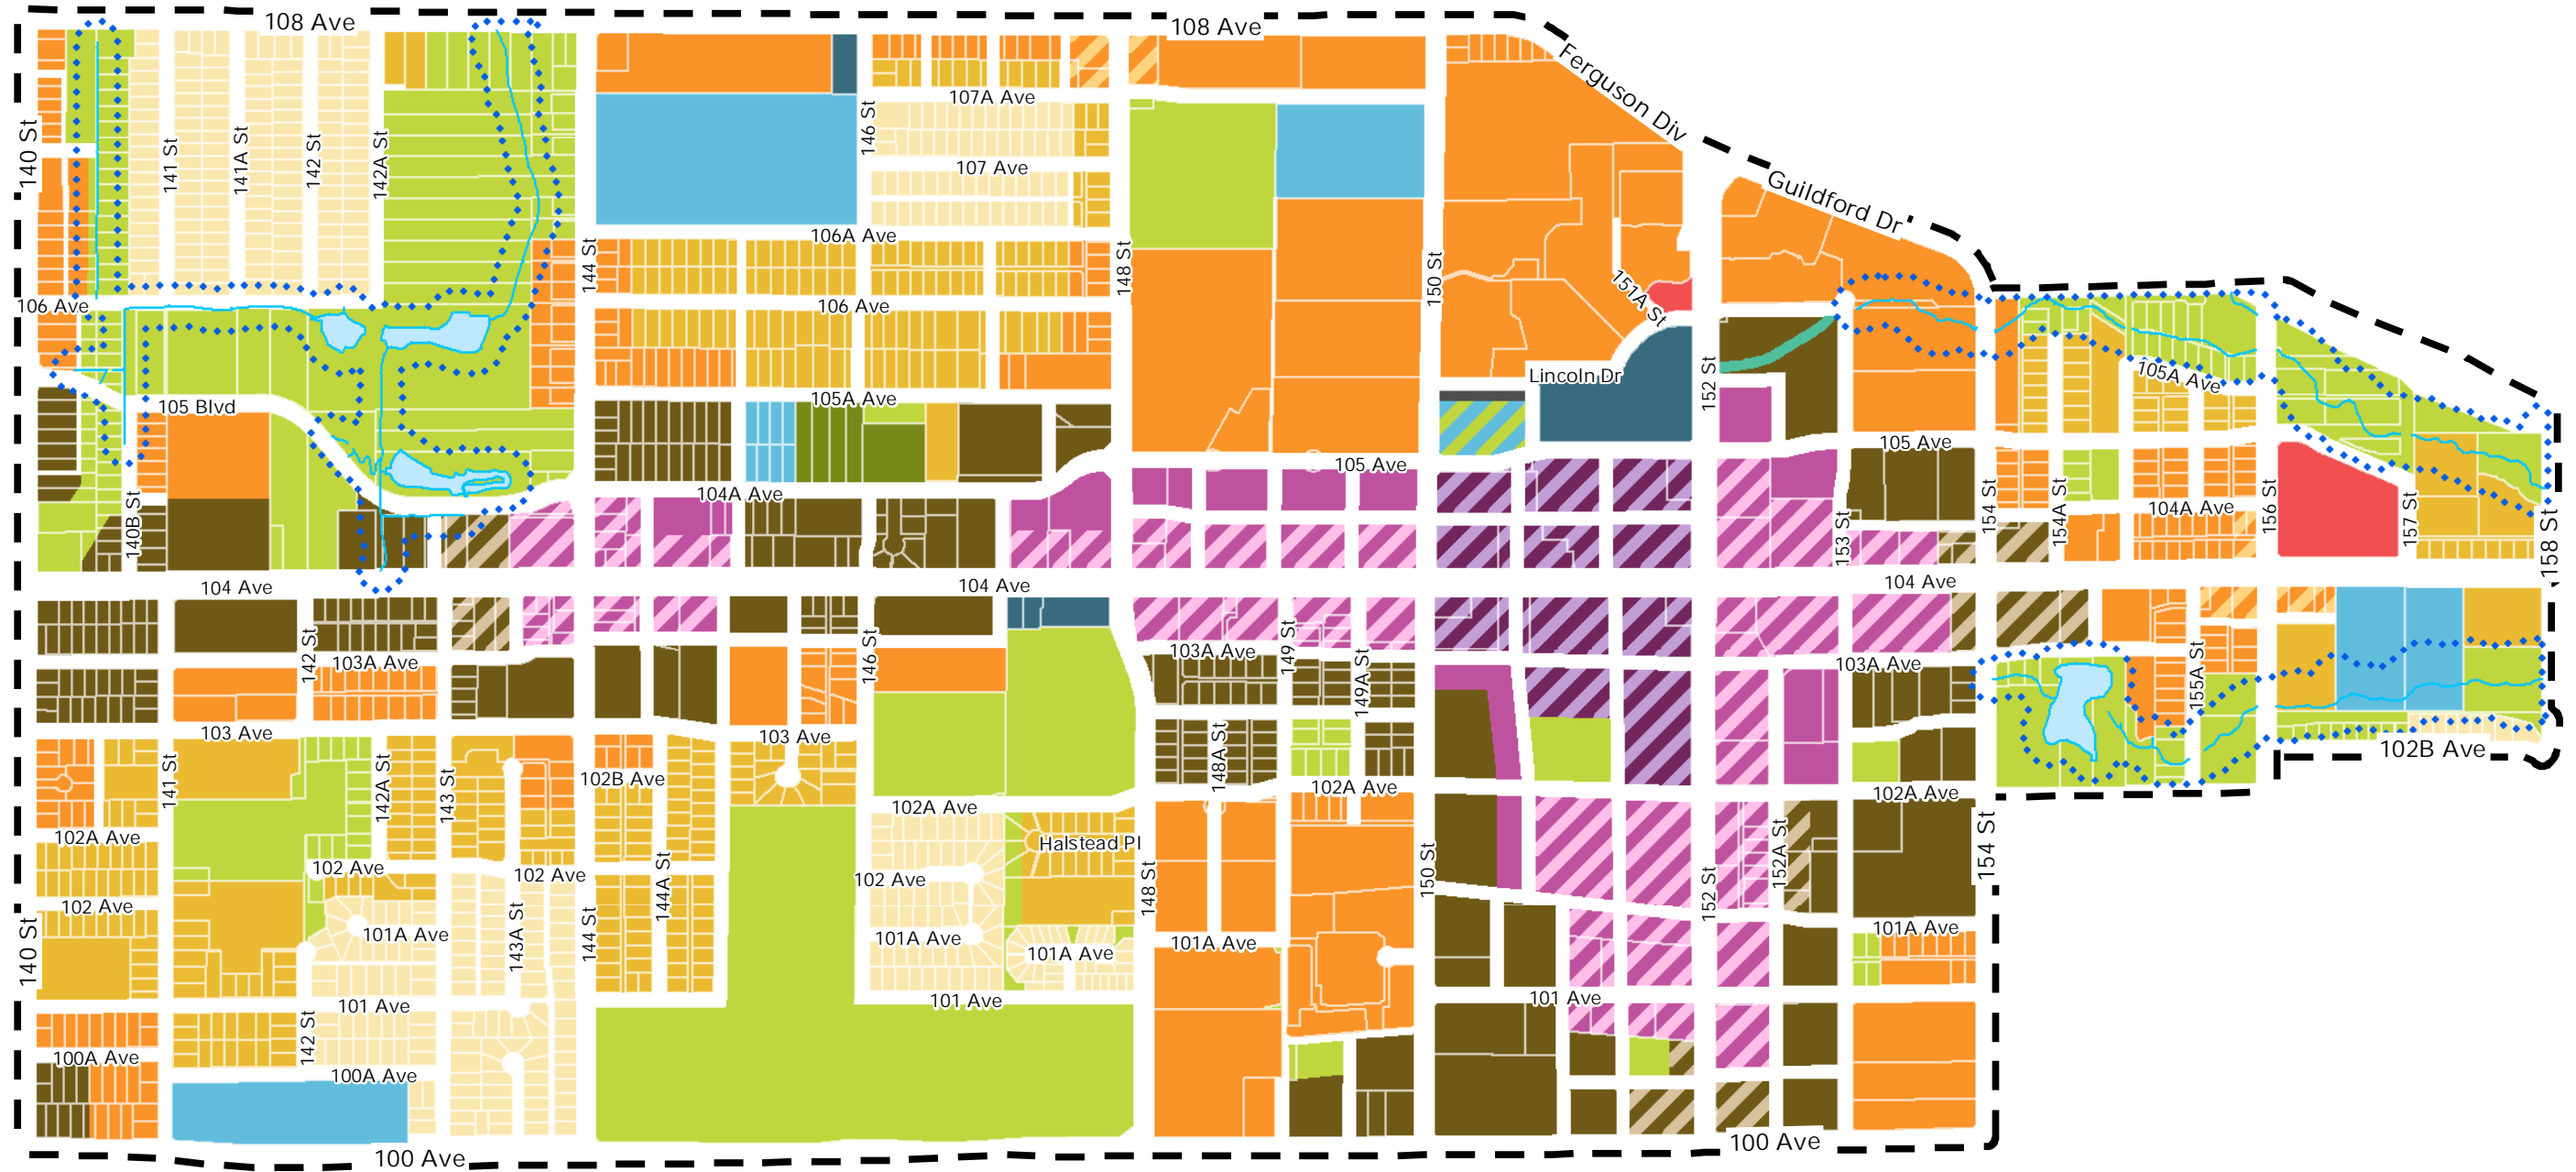 108 Ave
108 Ave
Ferguson Div
107A Ave
146 St
140 St
141 St
141A St
142 St
142A St
107 Ave
Guildford Dr
106A Ave
144 St
148 St
150 St
151A St
106 Ave
106 Ave
152 St
Lincoln Dr
105A Ave
105A Ave
105 Blvd
105 Ave
105 Ave
104A Ave
140B St
153 St
154 St
154A St
104A Ave
156 St
157 St
158 St
104 Ave
104 Ave
104 Ave
142 St
103A Ave
146 St
103A Ave
149 St
149A St
103A Ave
155A St
103 Ave
103 Ave
148A St
102B Ave
141 St
142A St
143 St
102B Ave
102A Ave
102A Ave
102A Ave
102A Ave
Halstead Pl
102 Ave
102 Ave
102 Ave
144A St
148 St
150 St
152 St
152A St
154 St
102 Ave
140 St
101A Ave
143A St
144 St
101A Ave
101A Ave
101A Ave
101A Ave
101 Ave
101 Ave
101 Ave
142 St
100A Ave
100A Ave
100 Ave
100 Ave